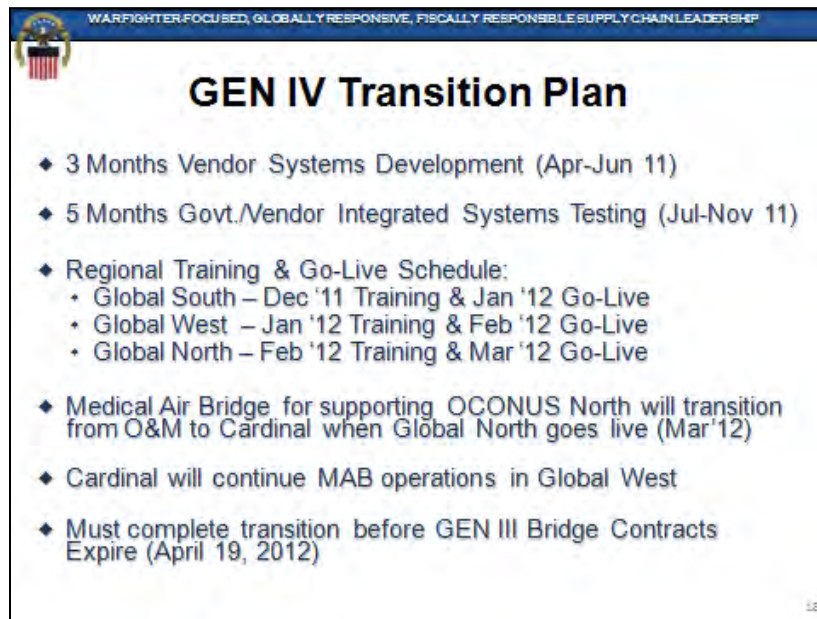 WARFIGHTER-FOCUSED, GLOBALLY RESPONSIVE, FISCALLY RESPONSIBLE SUPPLY CHAIN LEADERSHIP
GEN IV Transition Plan
◆ 3 Months Vendor Systems Development (Apr-Jun 11)
◆ 5 Months Govt./Vendor Integrated Systems Testing (Jul-Nov 11)
◆ Regional Training & Go-Live Schedule:
• Global South – Dec ‘11 Training & Jan ‘12 Go-Live
• Global West – Jan ‘12 Training & Feb ‘12 Go-Live
• Global North – Feb ‘12 Training & Mar ‘12 Go-Live
◆ Medical Air Bridge for supporting OCONUS North will transition
from O&M to Cardinal when Global North goes live (Mar’12)
◆ Cardinal will continue MAB operations in Global West
◆ Must complete transition before GEN III Bridge Contracts
Expire (April 19, 2012)